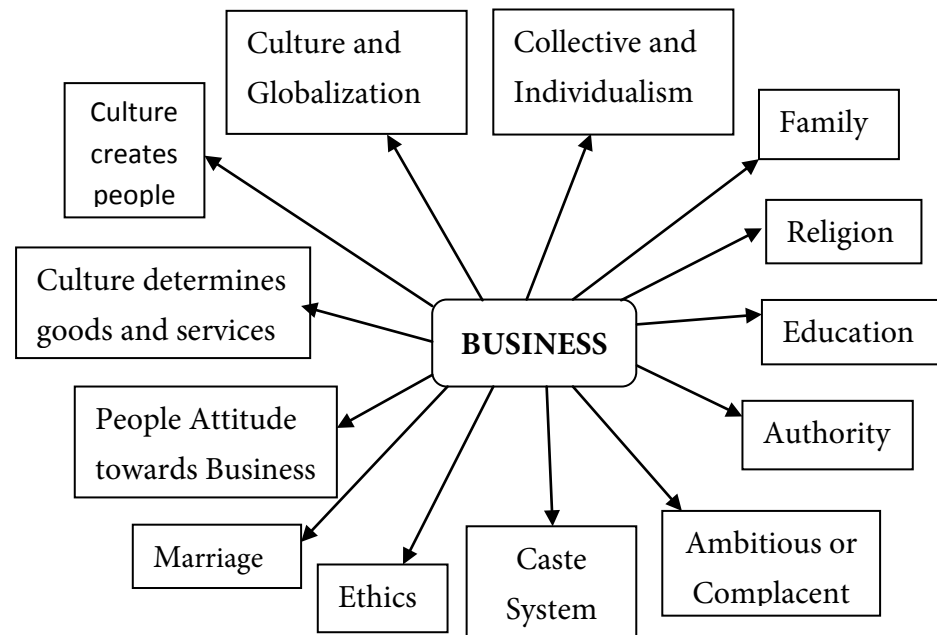 Culture and
Globalization
Collective and
Individualism
Culture
creates
people
Family
Religion
Culture determines
goods and services
BUSINESS
Education
People Attitude
towards Business
Authority
Marriage
Ethics
Caste
System
Ambitious or
Complacent